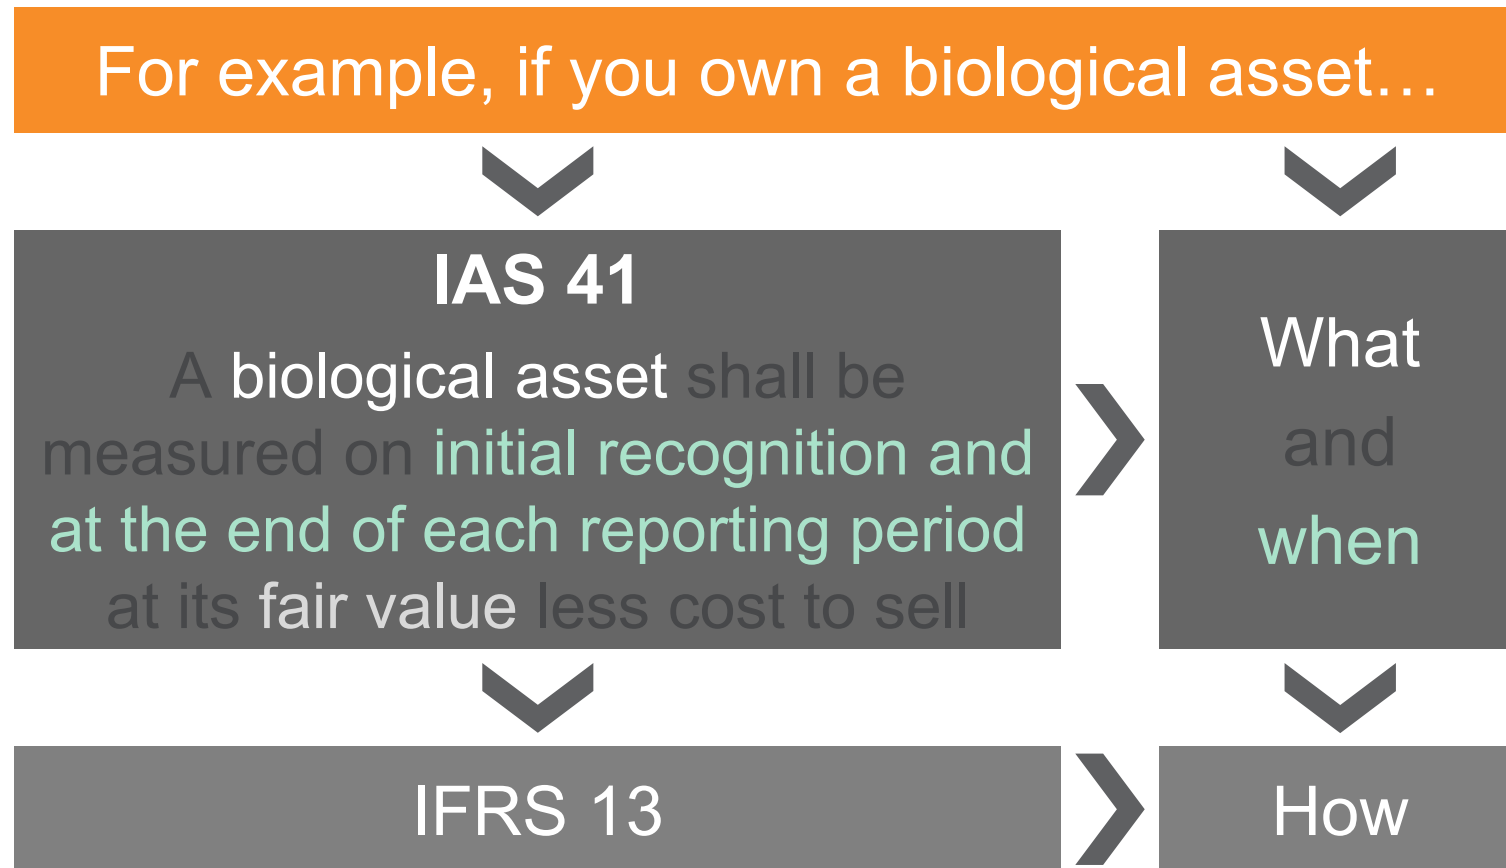 For example, if you own a biological asset…
IAS 41
A biological asset shall be
measured on initial recognition and
at the end of each reporting period
at its fair value less cost to sell
What
and
when
IFRS 13
How